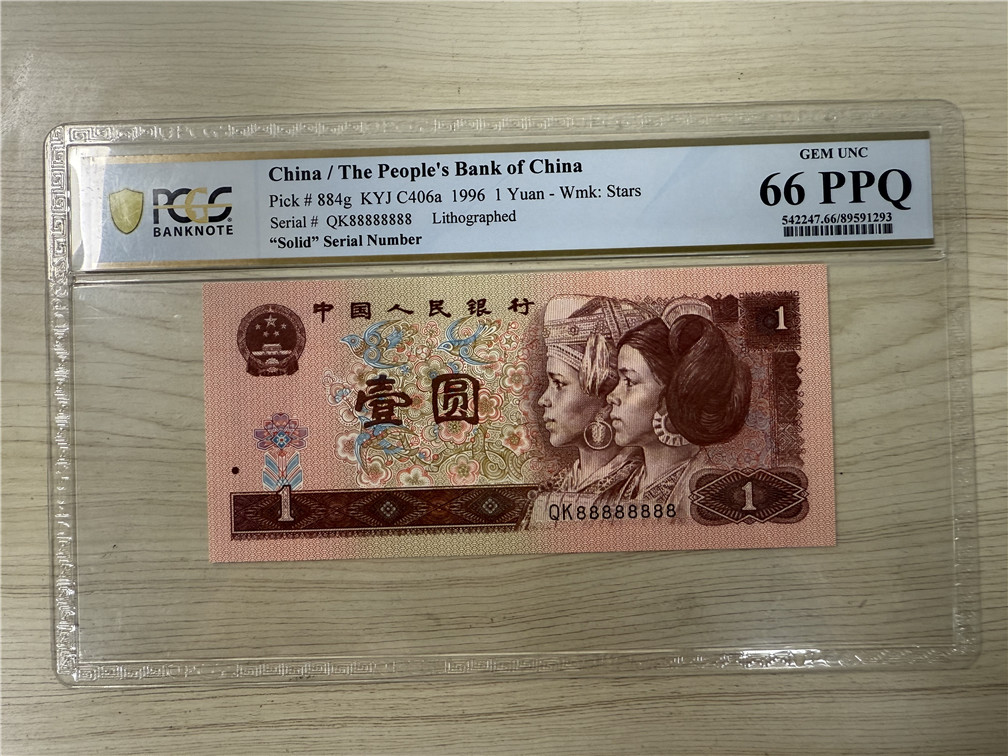 China / The People's Bank of China
GEM UNC
Pick # 884g KYJ C406a 1996 1 Yuan - Wmk: Stars
66 PPQ
PCGS
BANKNOTE
Serial # QK88888888 Lithographed
542247.66/89591293
“Solid” Serial Number
中国人民银行
1
壹圆
1
1
QK88888888